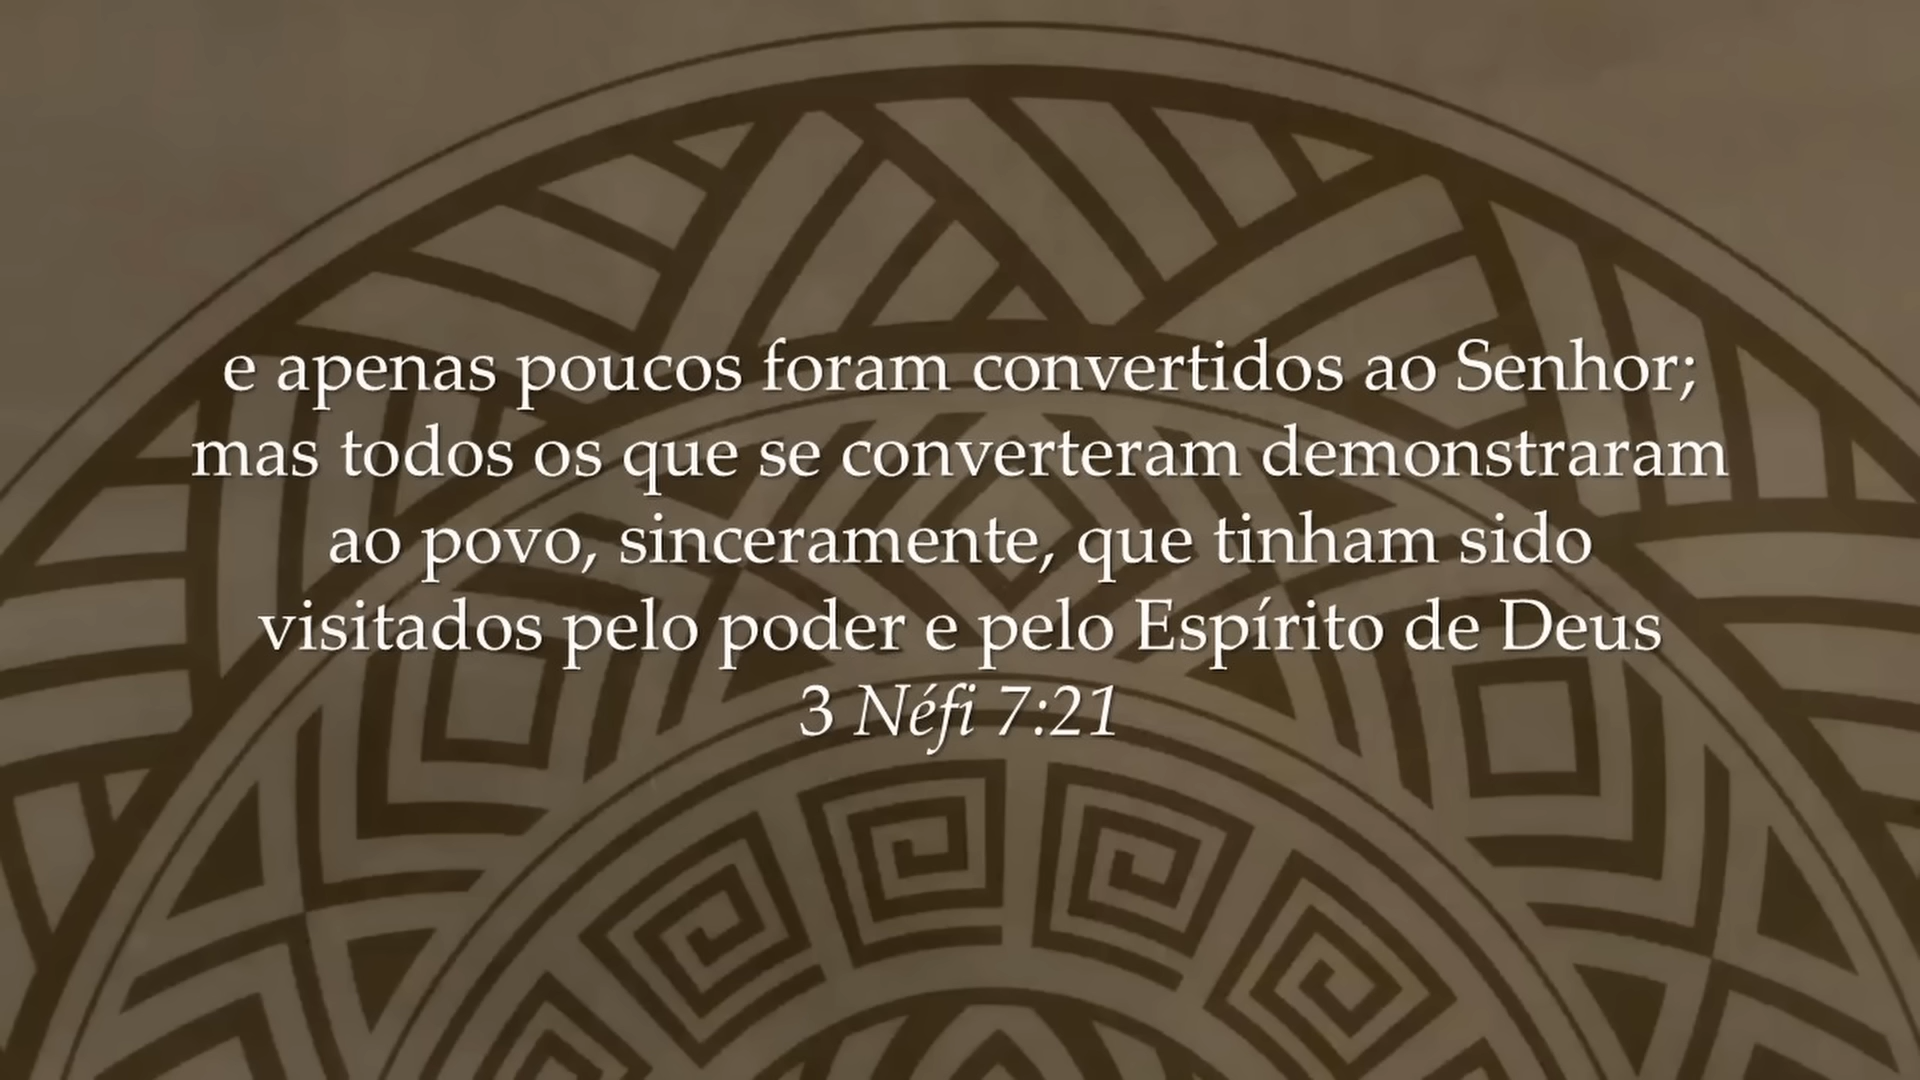 e apenas poucos foram convertidos ao Senhor;
mas todos os que se converteram demonstraram
ao povo, sinceramente, que tinham sido
visitados pelo poder e pelo Espírito de Deus
3 Néfi 7:21